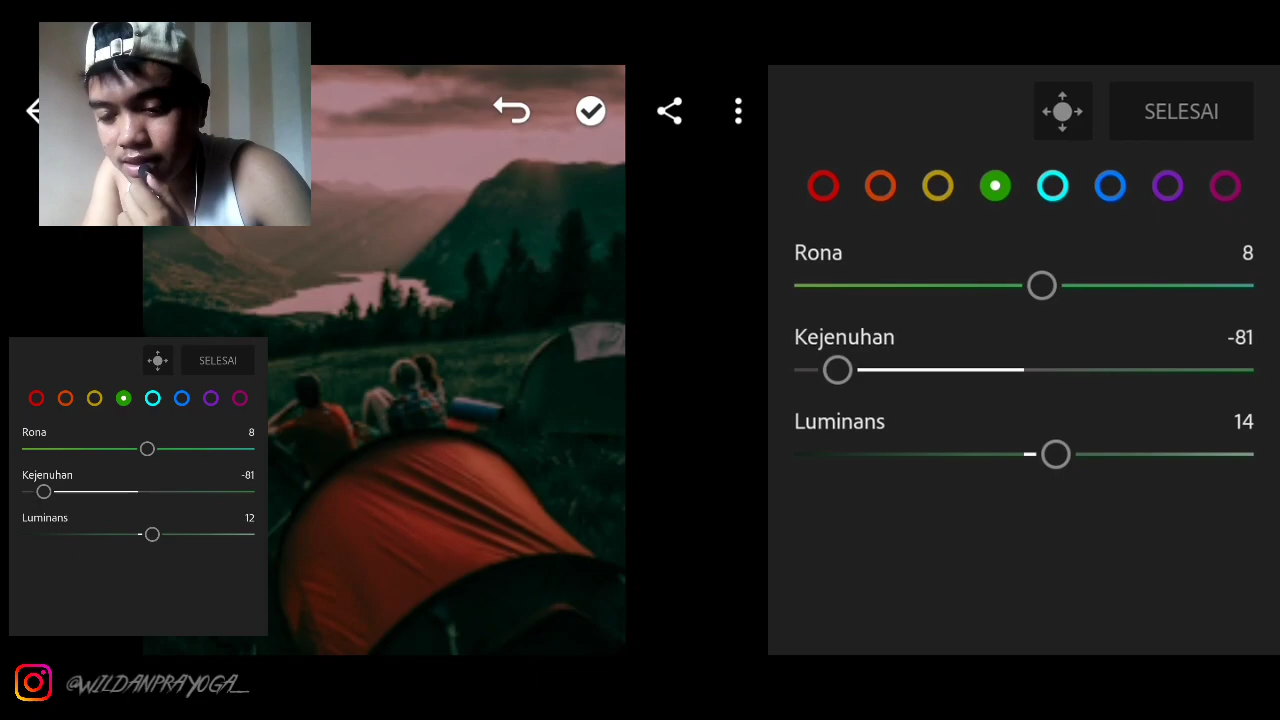 SELESAI
Rona 8
Kejenuhan -81
Luminans 14
SELESAI
Rona 8
Kejenuhan -81
Luminans 12
@WILDANPRAYOGA_